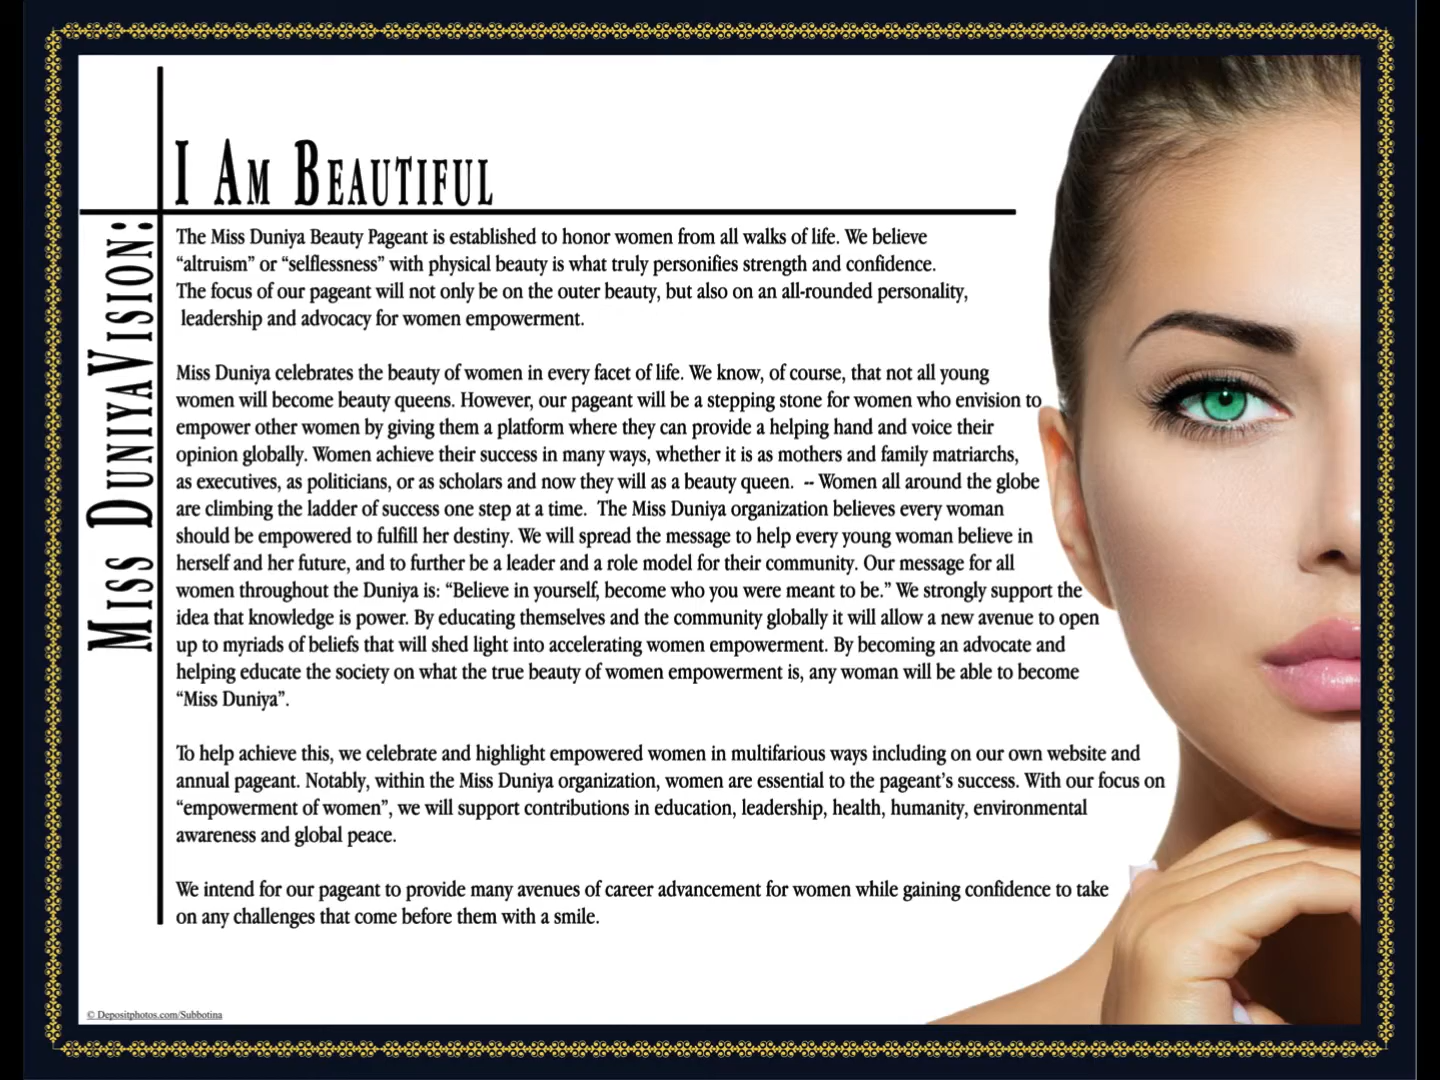 I AM BEAUTIFUL
MISS DUNIYA VISION:
The Miss Duniya Beauty Pageant is established to honor women from all walks of life. We believe
“altruism” or “selflessness” with physical beauty is what truly personifies strength and confidence.
The focus of our pageant will not only be on the outer beauty, but also on an all-rounded personality,
leadership and advocacy for women empowerment.
Miss Duniya celebrates the beauty of women in every facet of life. We know, of course, that not all young
women will become beauty queens. However, our pageant will be a stepping stone for women who envision to
empower other women by giving them a platform where they can provide a helping hand and voice their
opinion globally. Women achieve their success in many ways, whether it is as mothers and family matriarchs,
as executives, as politicians, or as scholars and now they will as a beauty queen. -- Women all around the globe
are climbing the ladder of success one step at a time. The Miss Duniya organization believes every woman
should be empowered to fulfill her destiny. We will spread the message to help every young woman believe in
herself and her future, and to further be a leader and a role model for their community. Our message for all
women throughout the Duniya is: “Believe in yourself, become who you were meant to be.” We strongly support the
idea that knowledge is power. By educating themselves and the community globally it will allow a new avenue to open
up to myriads of beliefs that will shed light into accelerating women empowerment. By becoming an advocate and
helping educate the society on what the true beauty of women empowerment is, any woman will be able to become
“Miss Duniya”.
To help achieve this, we celebrate and highlight empowered women in multifarious ways including on our own website and
annual pageant. Notably, within the Miss Duniya organization, women are essential to the pageant’s success. With our focus on
“empowerment of women”, we will support contributions in education, leadership, health, humanity, environmental
awareness and global peace.
We intend for our pageant to provide many avenues of career advancement for women while gaining confidence to take
on any challenges that come before them with a smile.
© Depositphotos.com/Subbotina